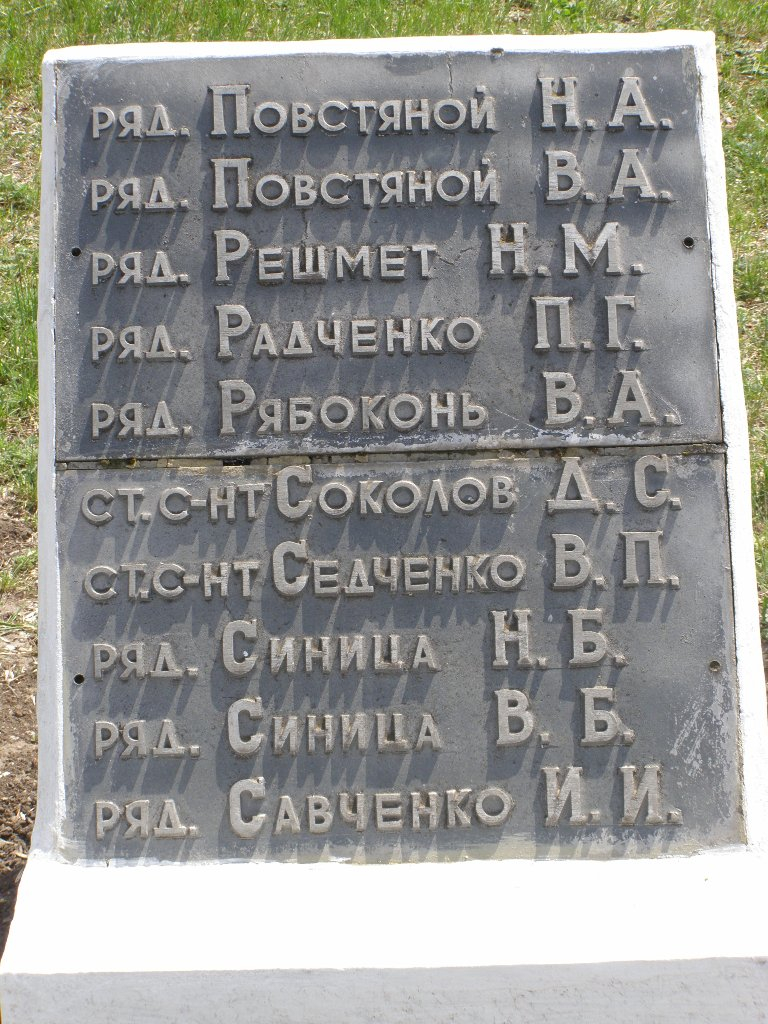 ряд. Повстяной Н. А.
ряд. Повстяной В. А.
ряд. Решмет Н. М.
ряд. Радченко П. Г.
ряд. Рябоконь В. А.
ст. с-нт Соколов Д. С.
ст. с-нт Седченко В. П.
ряд. Синица Н. Б.
ряд. Синица В. Б.
ряд. Савченко И. И.